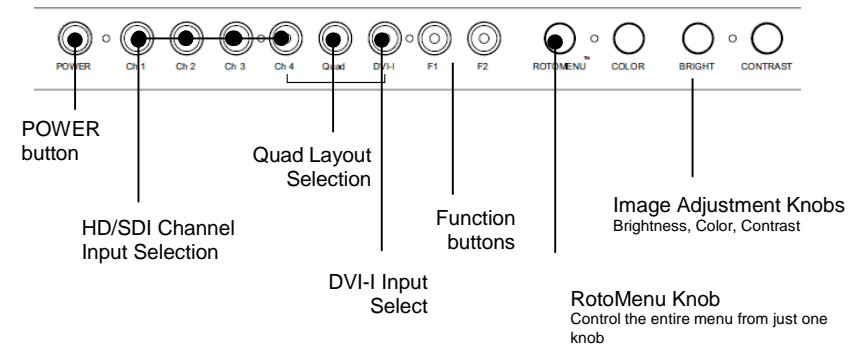 POWER Ch 1 Ch 2 Ch 3 Ch 4 Quad DVI-I F1 F2 ROTOMENU™ COLOR BRIGHT CONTRAST
POWER
button
Quad Layout
Selection
HD/SDI Channel
Input Selection
Function
buttons
DVI-I Input
Select
Image Adjustment Knobs
Brightness, Color, Contrast
RotoMenu Knob
Control the entire menu from just one
knob